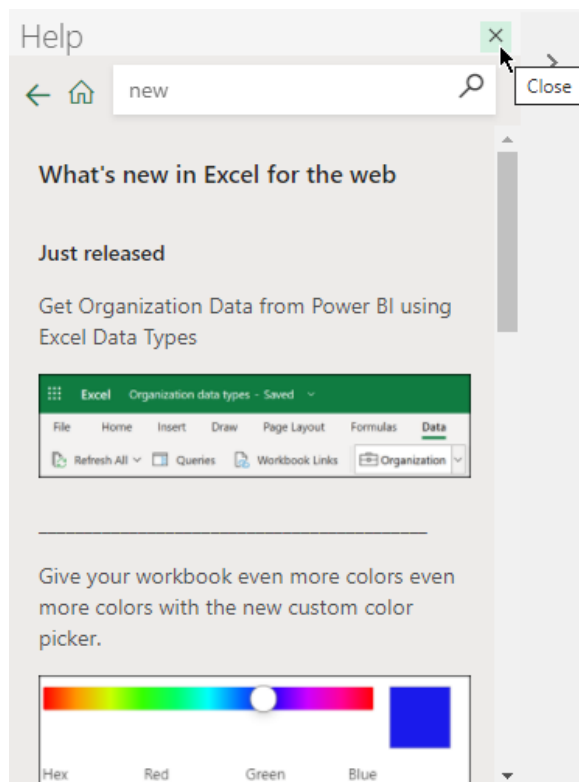 Help
Close
new
What's new in Excel for the web
Just released
Get Organization Data from Power BI using
Excel Data Types
Excel Organization data types - Saved
File Home Insert Draw Page Layout Formulas Data
Refresh All Queries Workbook Links Organization
Give your workbook even more colors even
more colors with the new custom color
picker.
Hex Red Green Blue